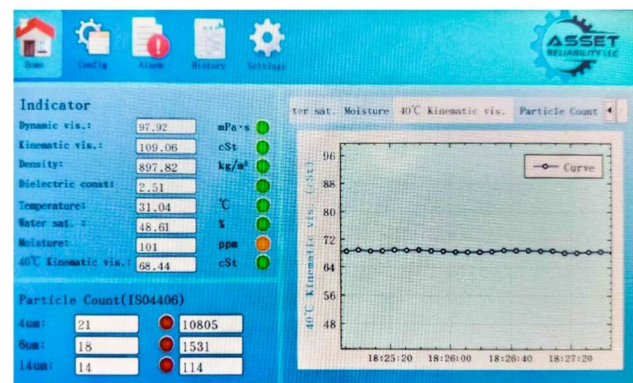 Home Config Alarm History Settings
ASSET
RELIABILITY LLC
Indicator
Dynamic vis.: 97.92 mPa·s
Kinematic vis.: 109.06 cSt
Density: 897.82 kg/m³
Dielectric const: 2.51
Temperature: 31.04 ℃
Water sat. : 48.61 %
Moisture: 101 ppm
40℃ Kinematic vis.: 68.44 cSt
Particle Count(ISO4406)
4um: 21 10805
6um: 18 1531
14um: 14 114
ter sat. Moisture 40℃ Kinematic vis. Particle Count
Curve
40℃ Kinematic vis (cSt)
96
88
80
72
64
56
48
18:25:20 18:26:00 18:26:40 18:27:20